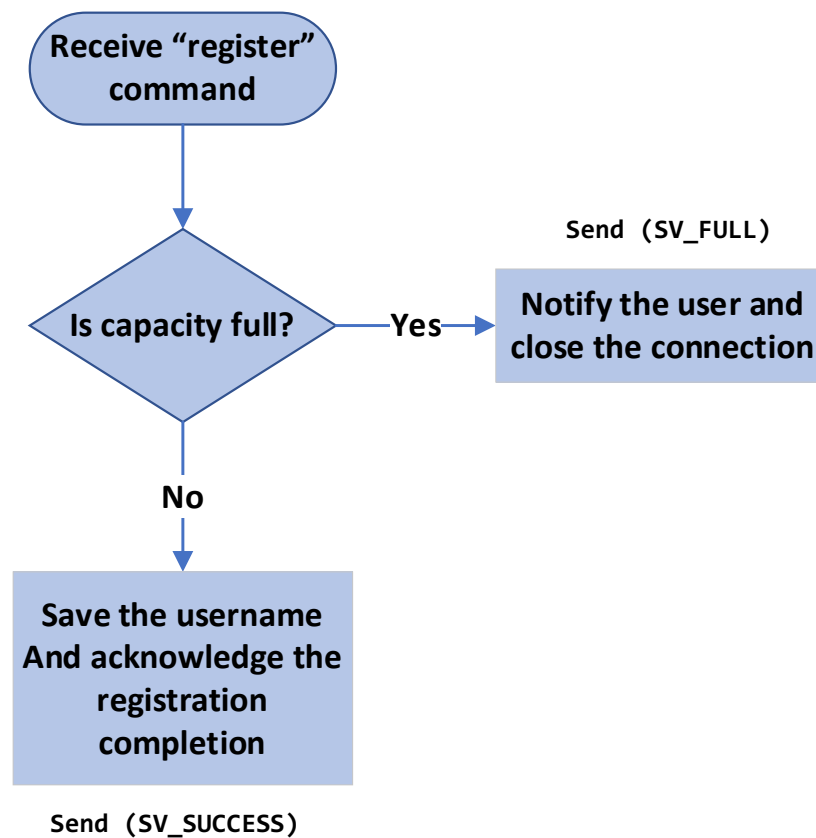 Receive “register”
command
Send (SV_FULL)
Is capacity full?
Yes
Notify the user and
close the connection
No
Save the username
And acknowledge the
registration
completion
Send (SV_SUCCESS)